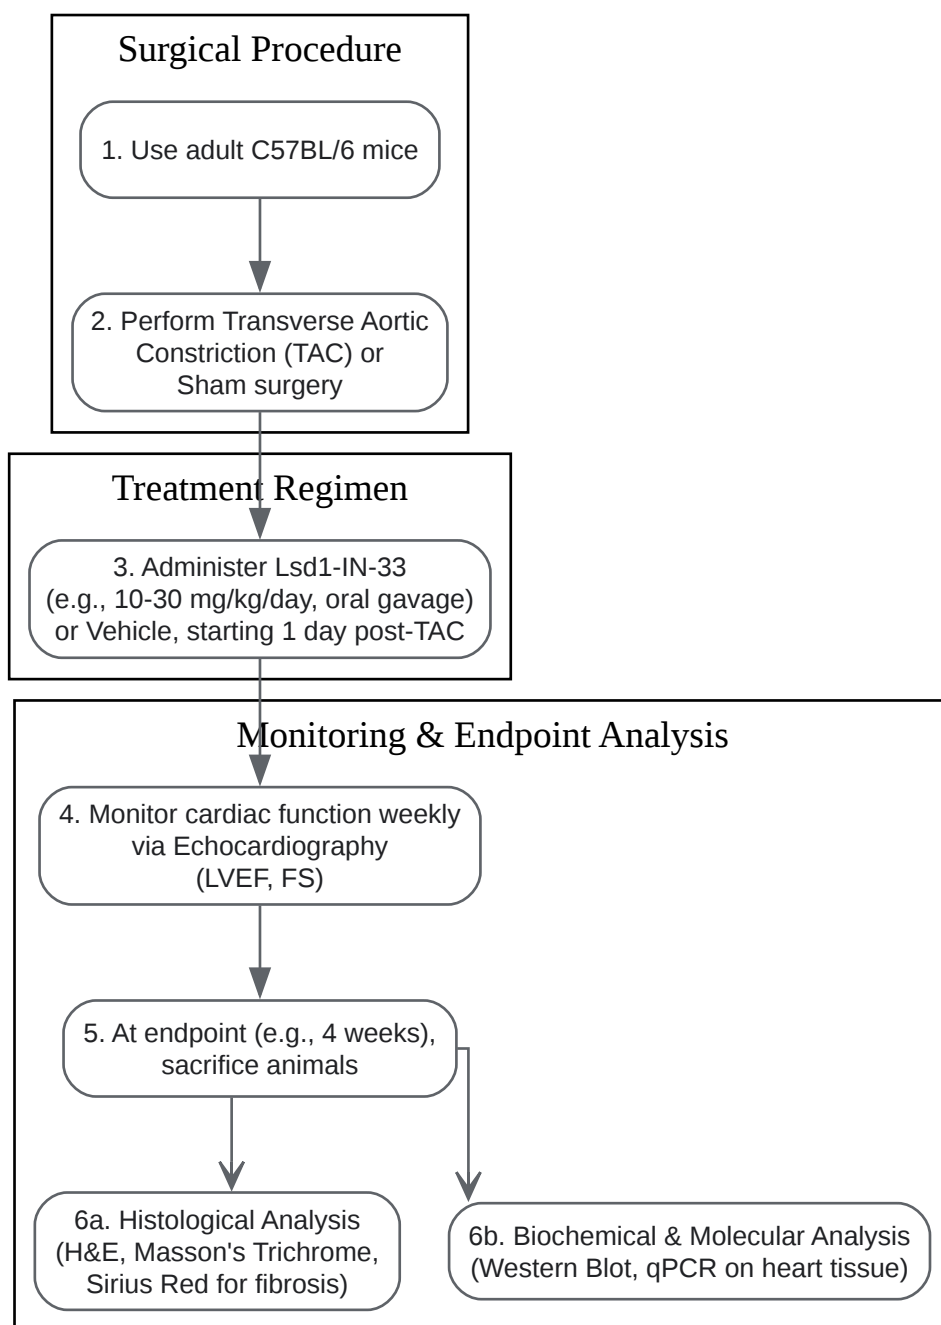 Surgical Procedure
1. Use adult C57BL/6 mice
2. Perform Transverse Aortic
Constriction (TAC) or
Sham surgery
Treatment Regimen
3. Administer Lsd1-IN-33
(e.g., 10-30 mg/kg/day, oral gavage)
or Vehicle, starting 1 day post-TAC
Monitoring & Endpoint Analysis
4. Monitor cardiac function weekly
via Echocardiography
(LVEF, FS)
5. At endpoint (e.g., 4 weeks),
sacrifice animals
6a. Histological Analysis
(H&E, Masson's Trichrome,
Sirius Red for fibrosis)
6b. Biochemical & Molecular Analysis
(Western Blot, qPCR on heart tissue)